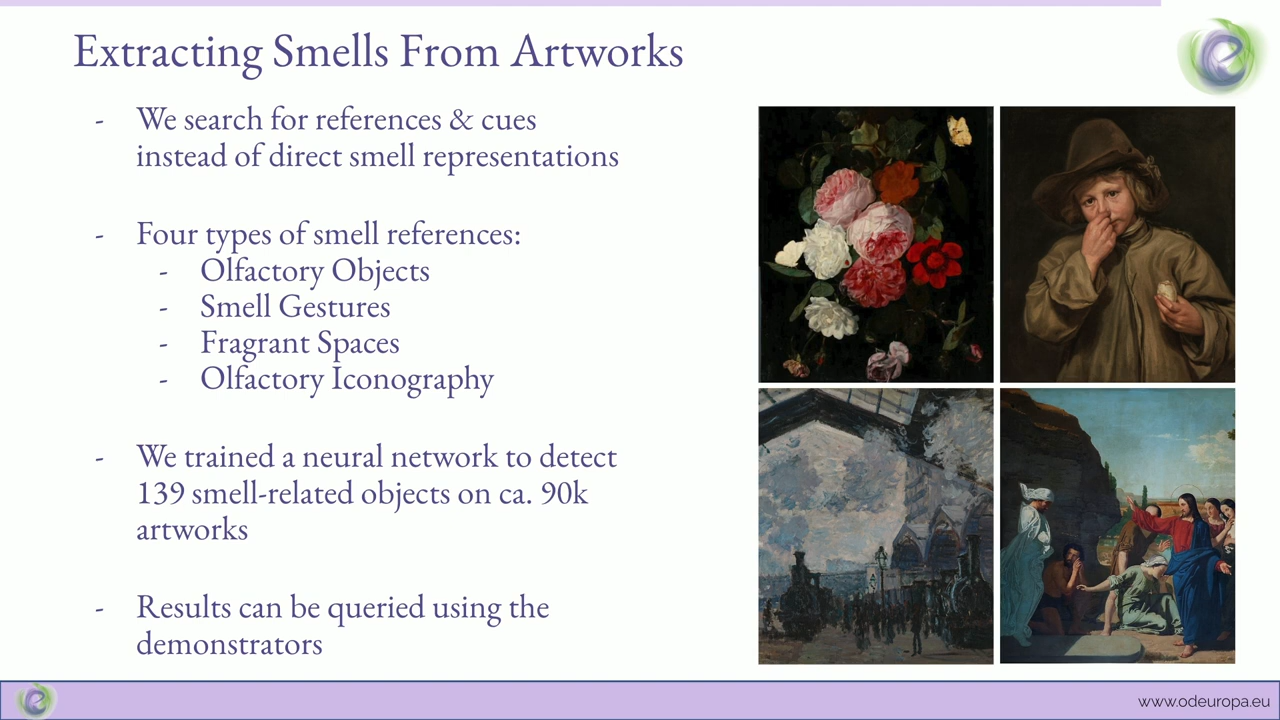 Extracting Smells From Artworks
- We search for references & cues
instead of direct smell representations
- Four types of smell references:
- Olfactory Objects
- Smell Gestures
- Fragrant Spaces
- Olfactory Iconography
- We trained a neural network to detect
139 smell-related objects on ca. 90k
artworks
- Results can be queried using the
demonstrators
www.odeuropa.eu